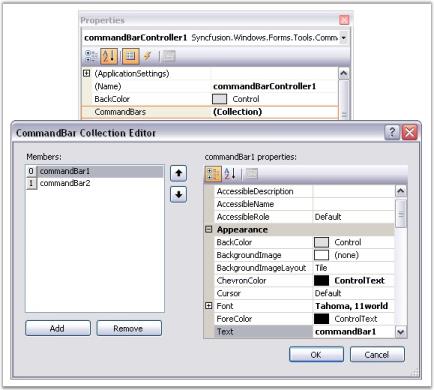 Properties
commandBarController1 Syncfusion.Windows.Forms.Tools.Comma
(ApplicationSettings)
(Name) commandBarController1
BackColor Control
CommandBars (Collection)
CommandBar Collection Editor
Members:
0 commandBar1
1 commandBar2
Add Remove
commandBar1 properties:
AccessibleDescription
AccessibleName
AccessibleRole Default
Appearance
BackColor Control
BackgroundImage (none)
BackgroundImageLayout Tile
ChevronColor ControlText
Cursor Default
Font Tahoma, 11world
ForeColor ControlText
Text commandBar1
OK Cancel